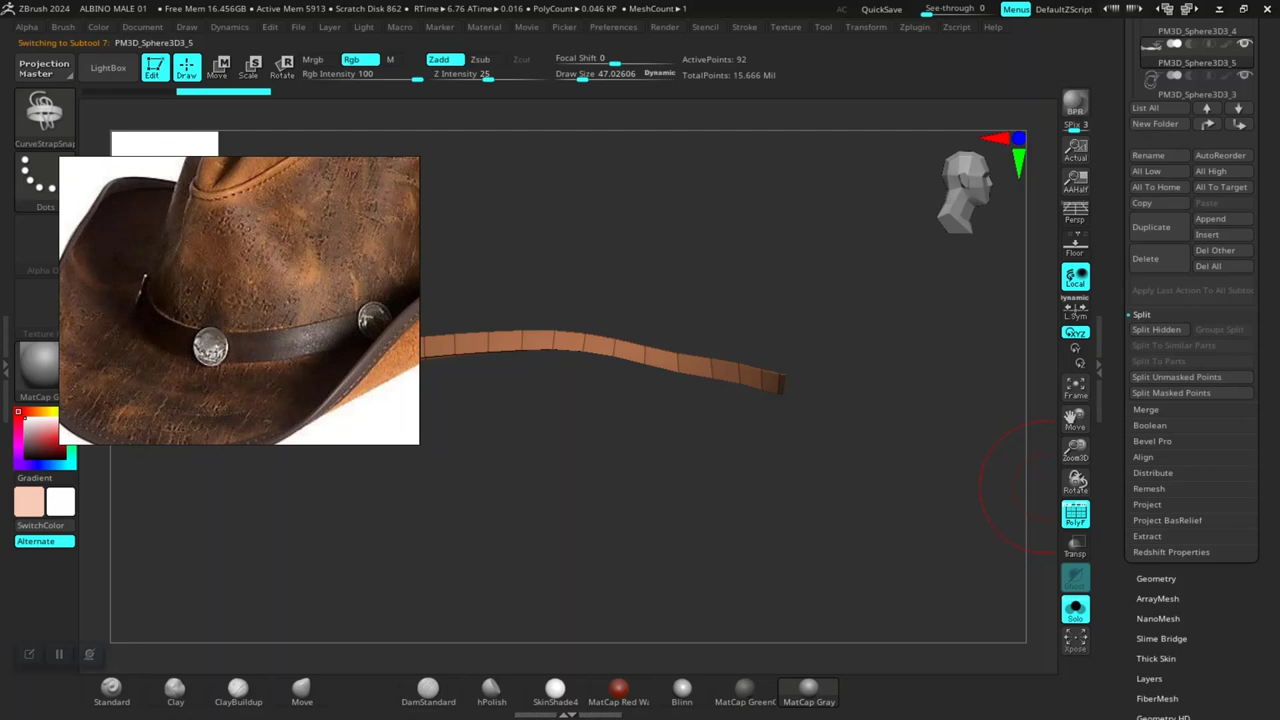 ZBrush 2024 ALBINO MALE 01 • Free Mem 16.456GB • Active Mem 5913 • Scratch Disk 862 • RTime▸6.76 ATime▸0.016 • PolyCount▸0.046 KP • MeshCount▸1 AC QuickSave See-through 0 Menus DefaultZScript
Alpha Brush Color Document Draw Dynamics Edit File Layer Light Macro Marker Material Movie Picker Preferences Render Stencil Stroke Texture Tool Transform Zplugin Zscript Help
Switching to Subtool 7: PM3D_Sphere3D3_5
Projection Master
LightBox
Edit Draw Move Scale Rotate
Mrgb Rgb M
Rgb Intensity 100
Zadd Zsub Zcut
Z Intensity 25
Focal Shift 0
Draw Size 47.02606 Dynamic
ActivePoints: 92
TotalPoints: 15.666 Mil
CurveStrapSnap
Dots
Alpha O
Texture
MatCap G
Gradient
SwitchColor
Alternate
BPR
SPix 3
Actual
AAHalf
Persp
Floor
Local
Dynamic
L.Sym
XYZ
Frame
Move
Zoom3D
Rotate
PolyF
Transp
Ghost
Solo
Xpose
PM3D_Sphere3D3_4
PM3D_Sphere3D3_5
PM3D_Sphere3D3_3
List All
New Folder
Rename AutoReorder
All Low All High
All To Home All To Target
Copy Paste
Duplicate Append
Insert
Delete Del Other
Del All
Apply Last Action To All Subtoo
Split
Split Hidden Groups Split
Split To Similar Parts
Split To Parts
Split Unmasked Points
Split Masked Points
Merge
Boolean
Bevel Pro
Align
Distribute
Remesh
Project
Project BasRelief
Extract
Redshift Properties
Geometry
ArrayMesh
NanoMesh
Slime Bridge
Thick Skin
Layers
FiberMesh
Geometry HD
Standard Clay ClayBuildup Move DamStandard hPolish SkinShade4 MatCap Red Wa Blinn MatCap GreenC MatCap Gray